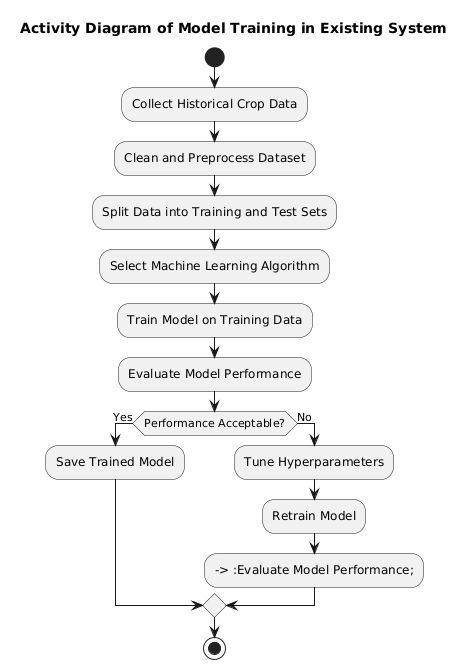 Activity Diagram of Model Training in Existing System
Collect Historical Crop Data
Clean and Preprocess Dataset
Split Data into Training and Test Sets
Select Machine Learning Algorithm
Train Model on Training Data
Evaluate Model Performance
Yes
Performance Acceptable?
No
Save Trained Model
Tune Hyperparameters
Retrain Model
-> :Evaluate Model Performance;